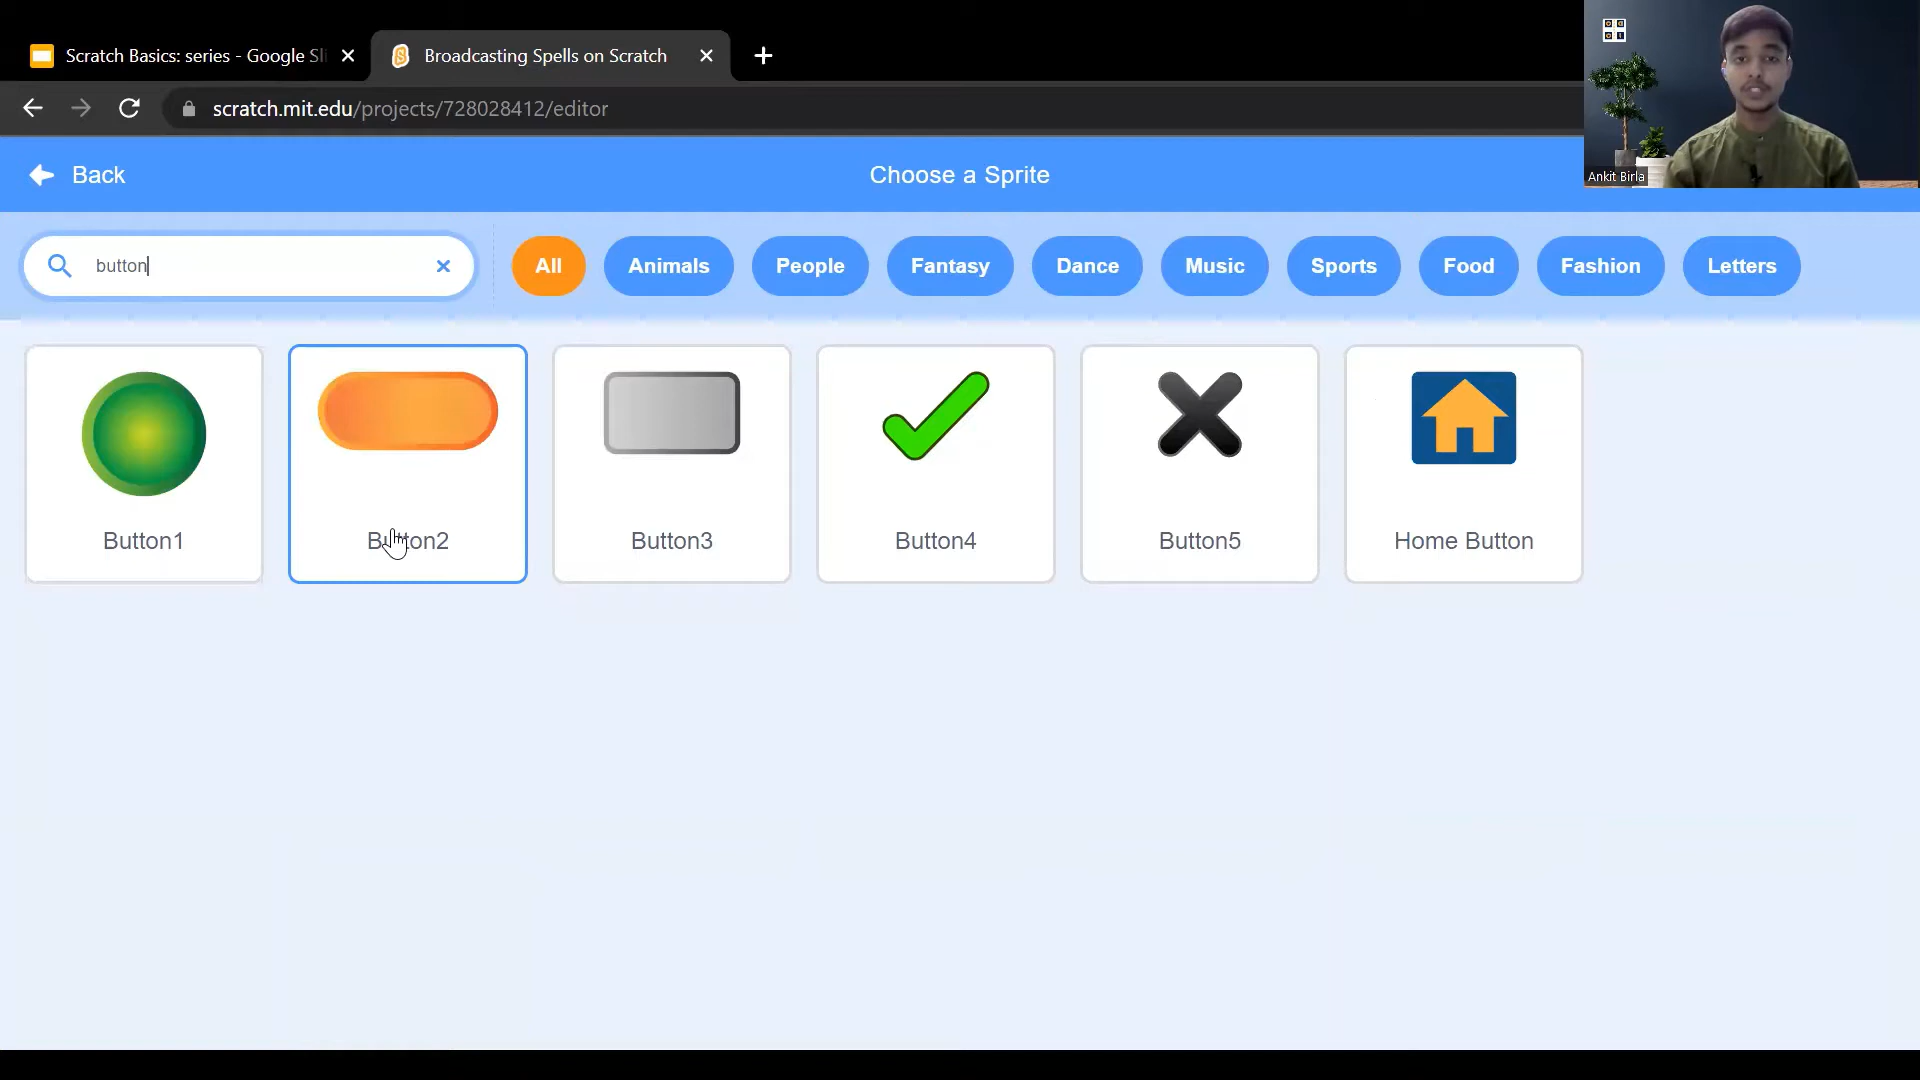 Scratch Basics: series - Google Sli
Broadcasting Spells on Scratch
scratch.mit.edu/projects/728028412/editor
Ankit Birla
Back
Choose a Sprite
button
All
Animals
People
Fantasy
Dance
Music
Sports
Food
Fashion
Letters
Button1
Button2
Button3
Button4
Button5
Home Button